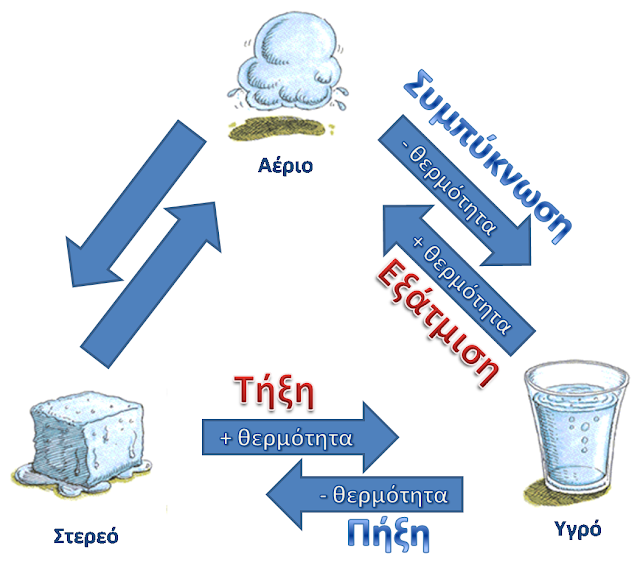 Αέριο
Συμπύκνωση
- θερμότητα
+ θερμότητα
Εξάτμιση
Τήξη
+ θερμότητα
- θερμότητα
Πήξη
Στερεό
Υγρό